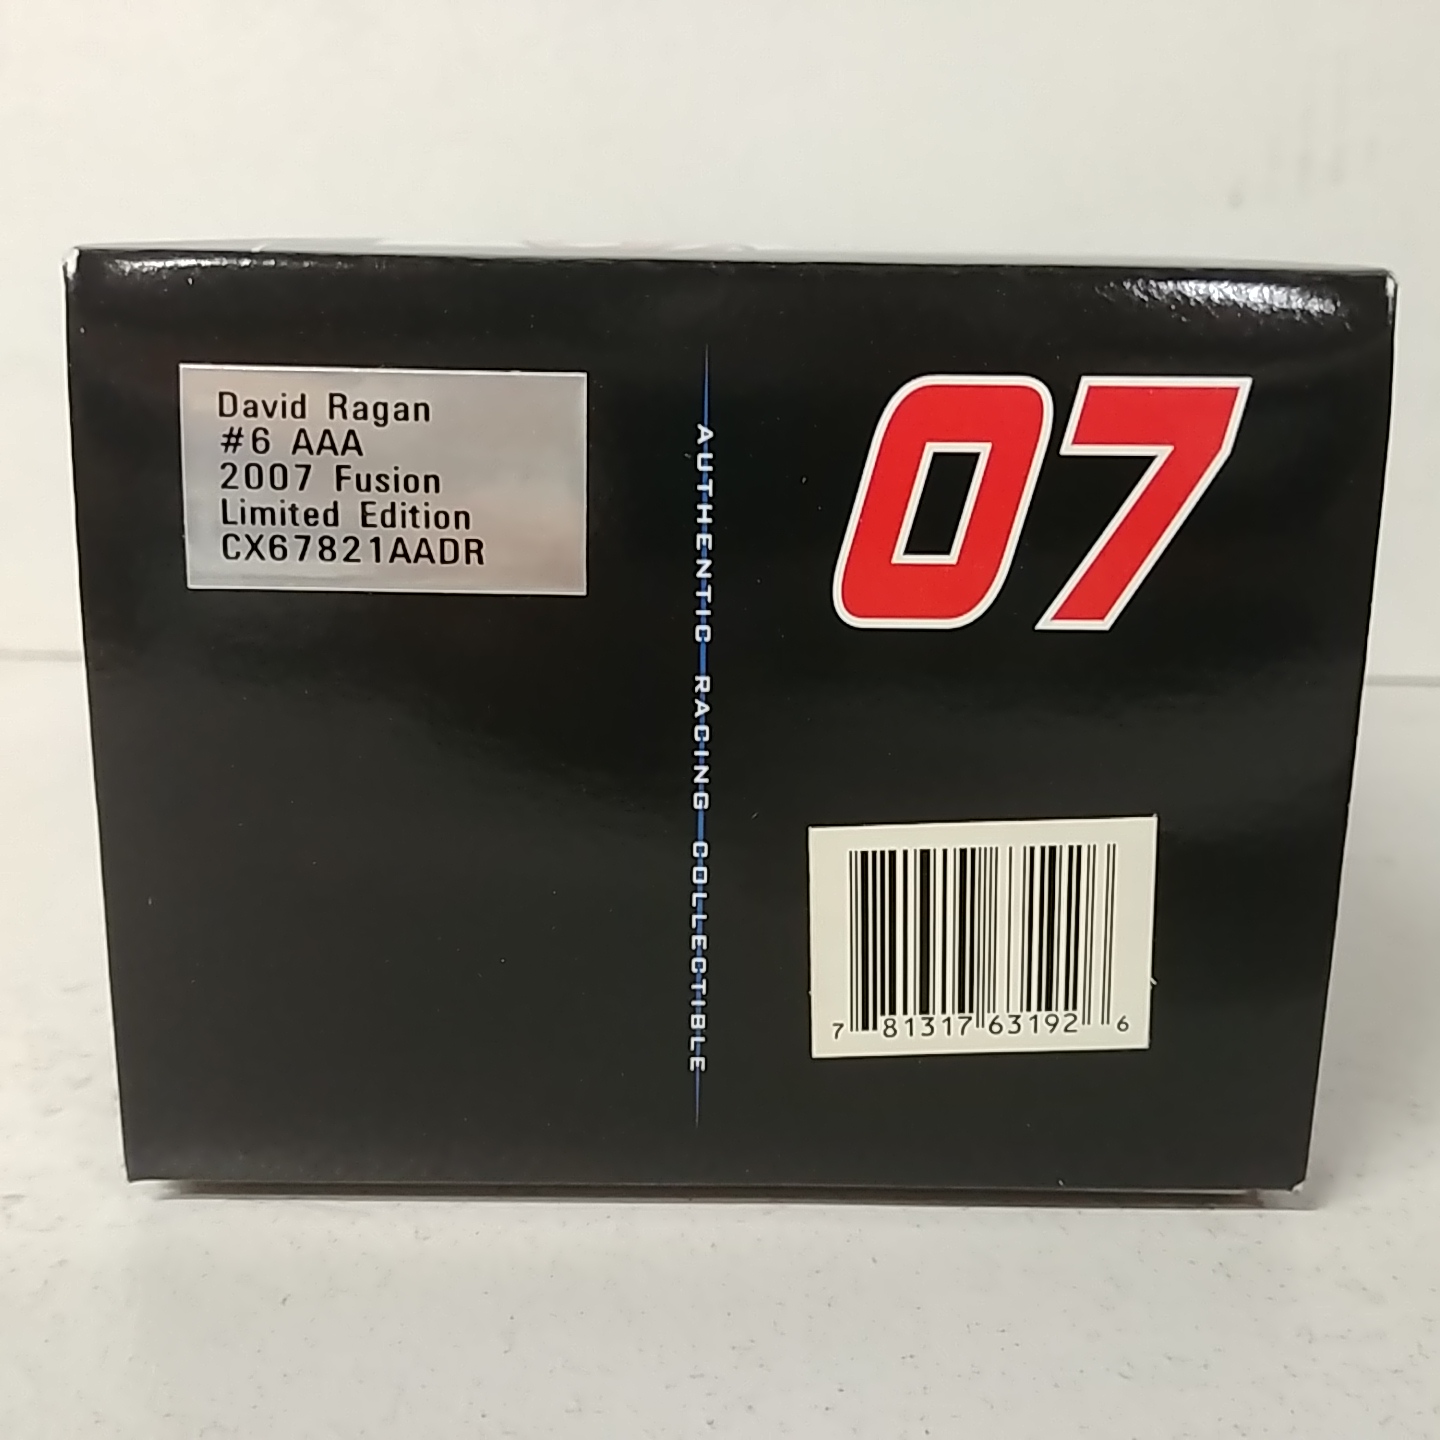 David Ragan
#6 AAA
2007 Fusion
Limited Edition
CX67821AADR
AUTHENTIC RACING COLLECTIBLE
07
7 81317 63192 6